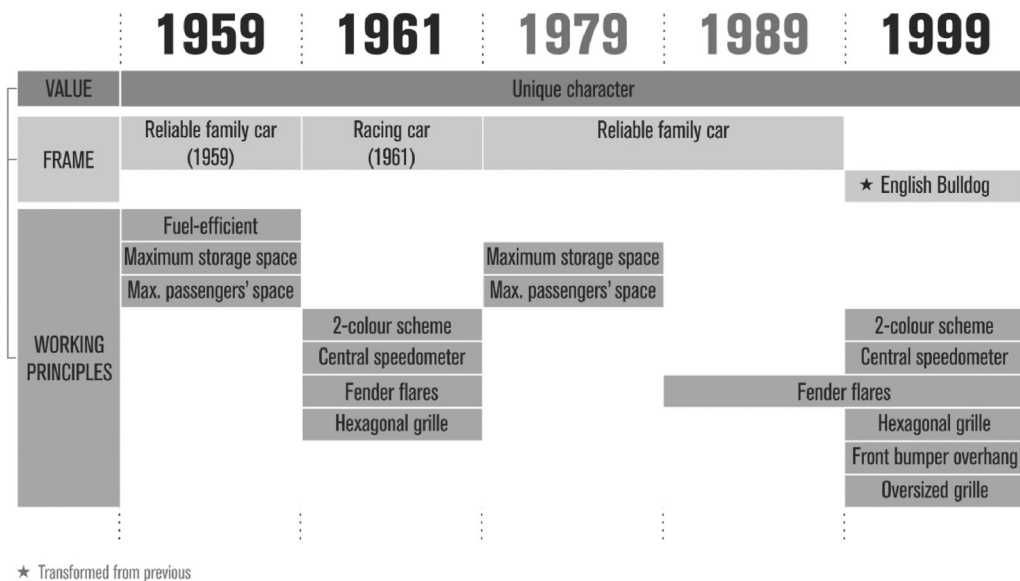 1959 1961 1979 1989 1999
VALUE Unique character
FRAME
Reliable family car
(1959)
Racing car
(1961)
Reliable family car
★ English Bulldog
WORKING
PRINCIPLES
Fuel-efficient
Maximum storage space Maximum storage space
Max. passengers' space Max. passengers' space
2-colour scheme 2-colour scheme
Central speedometer Central speedometer
Fender flares Fender flares
Hexagonal grille Hexagonal grille
Front bumper overhang
Oversized grille
★ Transformed from previous